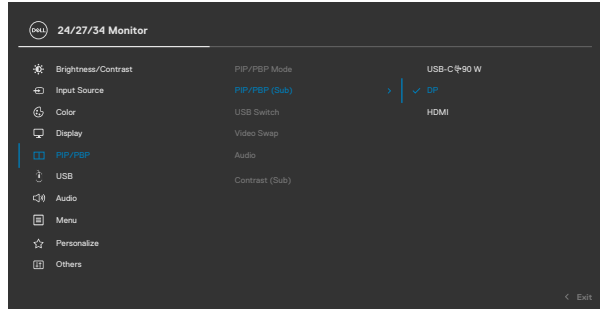 DELL 24/27/34 Monitor
Brightness/Contrast PIP/PBP Mode USB-C 90 W
Input Source PIP/PBP (Sub) > ✓ DP
Color USB Switch HDMI
Display Video Swap
PIP/PBP Audio
USB Contrast (Sub)
Audio
Menu
Personalize
Others
< Exit